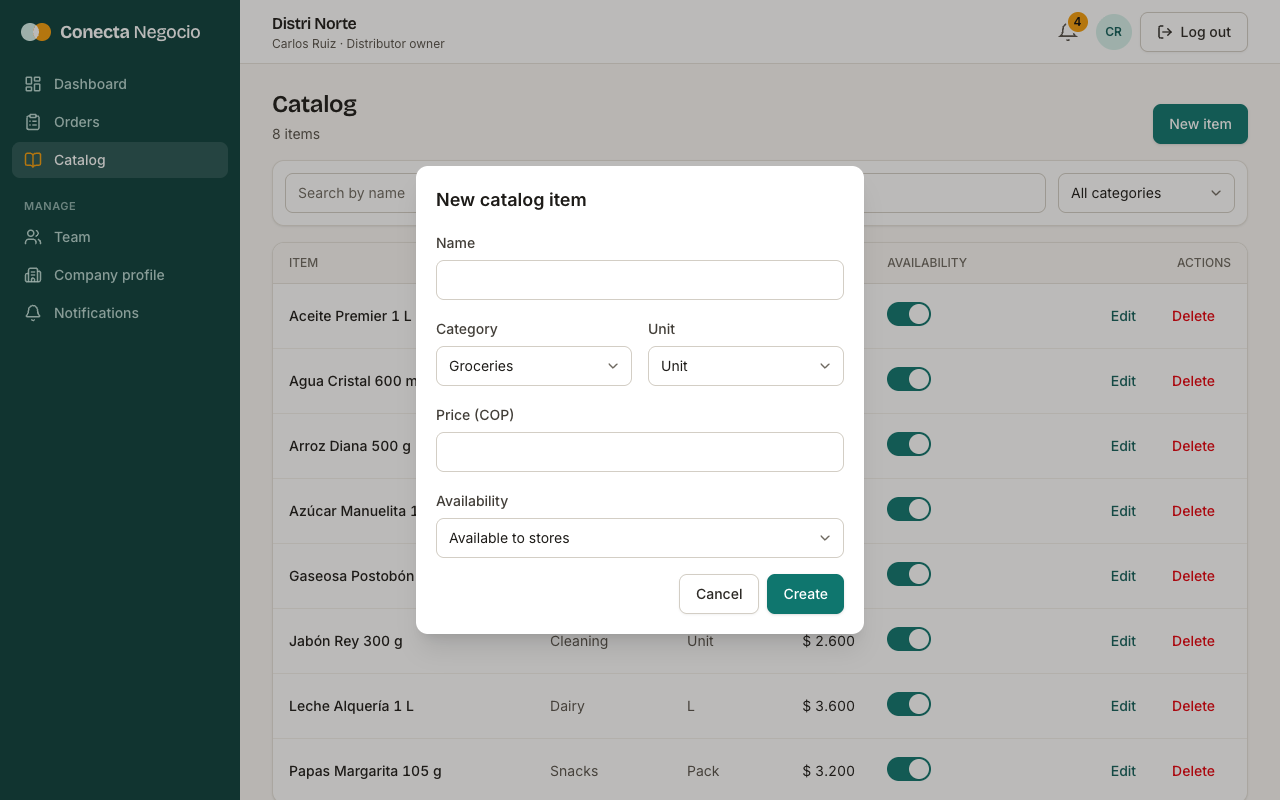 Conecta Negocio
Dashboard
Orders
Catalog
MANAGE
Team
Company profile
Notifications
Distri Norte
Carlos Ruiz · Distributor owner
4
CR
Log out
Catalog
8 items
New item
Search by name
All categories
ITEM
AVAILABILITY
ACTIONS
Aceite Premier 1 L
Edit
Delete
Agua Cristal 600 m
Edit
Delete
Arroz Diana 500 g
Edit
Delete
Azúcar Manuelita 1
Edit
Delete
Gaseosa Postobón
Edit
Delete
Jabón Rey 300 g
Cleaning
Unit
$ 2.600
Edit
Delete
Leche Alquería 1 L
Dairy
L
$ 3.600
Edit
Delete
Papas Margarita 105 g
Snacks
Pack
$ 3.200
Edit
Delete
New catalog item
Name
Category
Unit
Groceries
Unit
Price (COP)
Availability
Available to stores
Cancel
Create